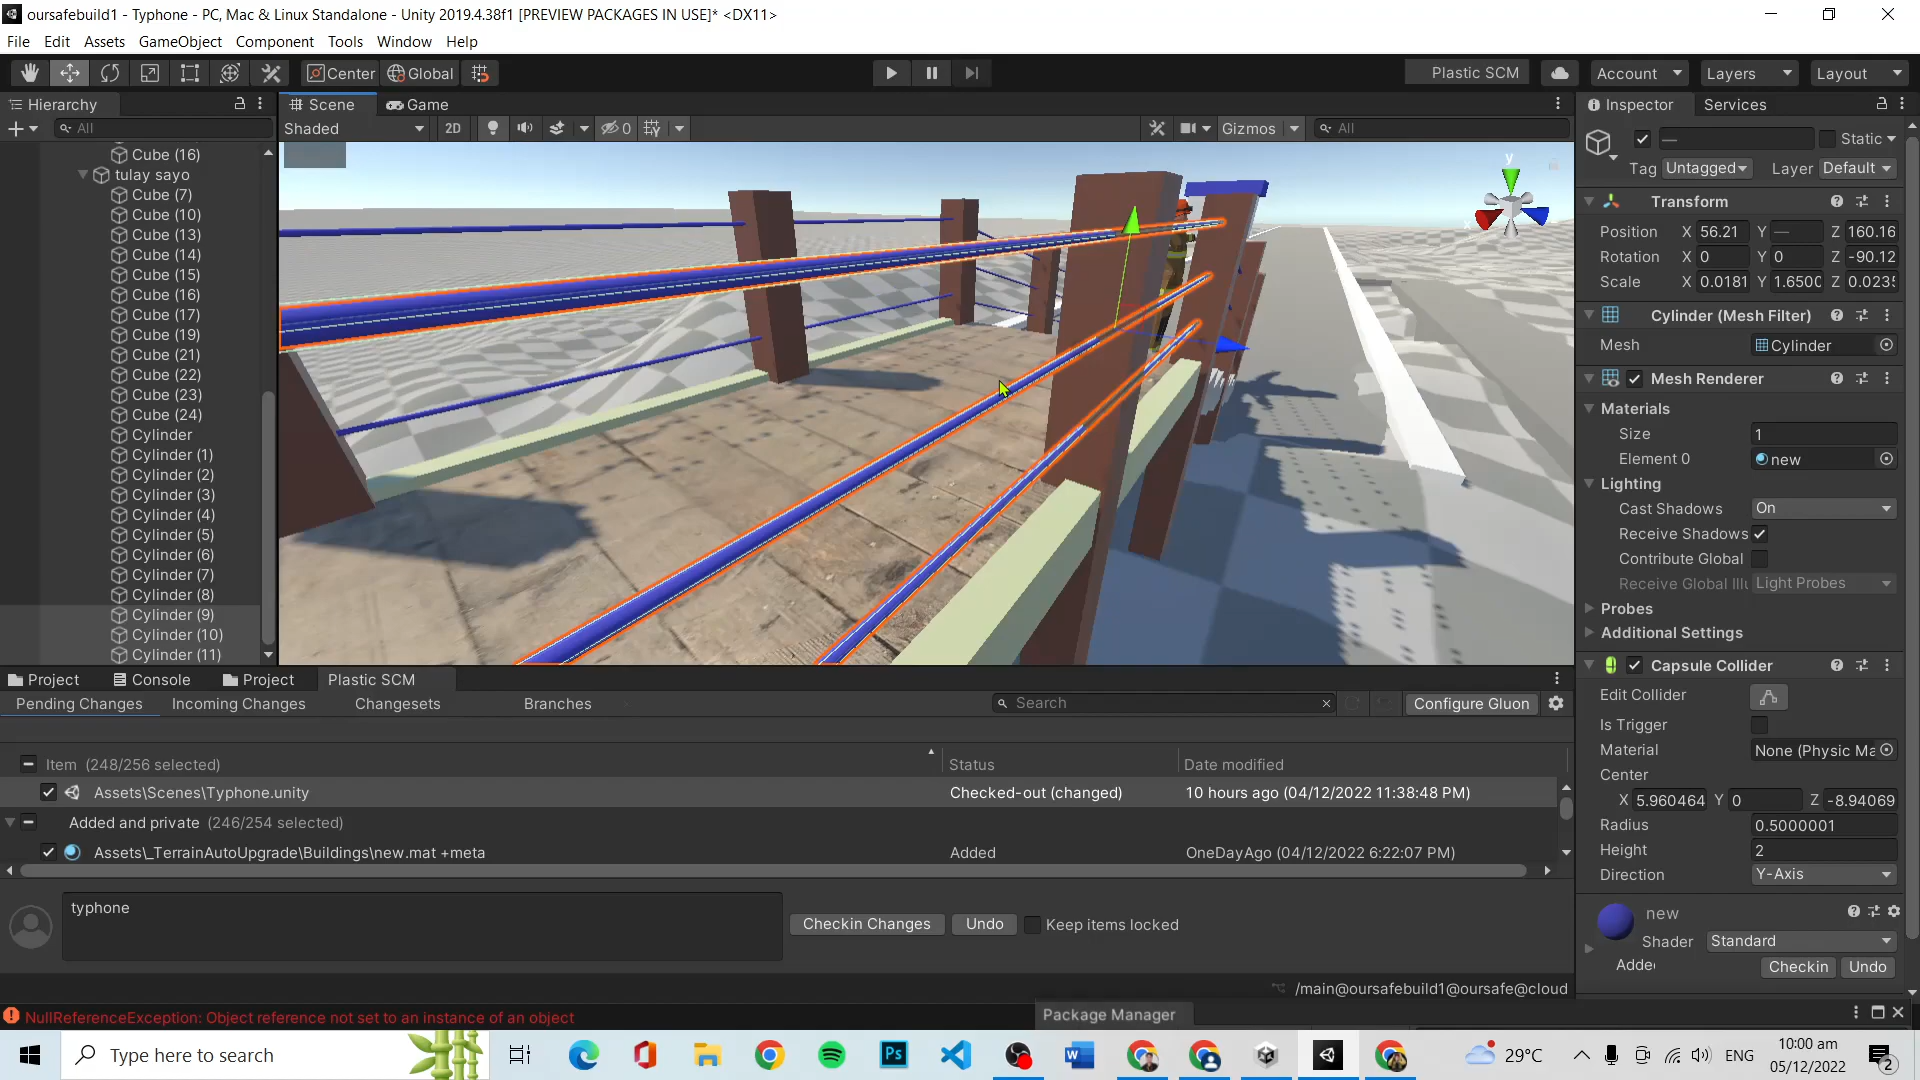 oursafebuild1 - Typhone - PC, Mac & Linux Standalone - Unity 2019.4.38f1 [PREVIEW PACKAGES IN USE]* <DX11>
File Edit Assets GameObject Component Tools Window Help
Center Global Plastic SCM Account Layers Layout
Hierarchy Scene Game Inspector Services
All Shaded 2D 0 Gizmos All
Static
Tag Untagged Layer Default
Cube (16)
tulay sayo
Cube (7)
Cube (10)
Cube (13)
Cube (14)
Cube (15)
Cube (16)
Cube (17)
Cube (19)
Cube (21)
Cube (22)
Cube (23)
Cube (24)
Cylinder
Cylinder (1)
Cylinder (2)
Cylinder (3)
Cylinder (4)
Cylinder (5)
Cylinder (6)
Cylinder (7)
Cylinder (8)
Cylinder (9)
Cylinder (10)
Cylinder (11)
y
Transform
Position X 56.21 Y — Z 160.16
Rotation X 0 Y 0 Z -90.12
Scale X 0.0181 Y 1.6500 Z 0.023
Cylinder (Mesh Filter)
Mesh Cylinder
Mesh Renderer
Materials
Size 1
Element 0 new
Lighting
Cast Shadows On
Receive Shadows
Contribute Global
Receive Global Illu Light Probes
Probes
Additional Settings
Capsule Collider
Edit Collider
Is Trigger
Material None (Physic Ma
Center
X 5.960464 Y 0 Z -8.94069
Radius 0.5000001
Height 2
Direction Y-Axis
new
Shader Standard
Adde Checkin Undo
Project Console Project Plastic SCM
Pending Changes Incoming Changes Changesets Branches Search Configure Gluon
Item (248/256 selected) Status Date modified
Assets\Scenes\Typhone.unity Checked-out (changed) 10 hours ago (04/12/2022 11:38:48 PM)
Added and private (246/254 selected)
Assets\_TerrainAutoUpgrade\Buildings\new.mat +meta Added OneDayAgo (04/12/2022 6:22:07 PM)
typhone
Checkin Changes Undo Keep items locked
/main@oursafebuild1@oursafe@cloud
NullReferenceException: Object reference not set to an instance of an object
Package Manager
Type here to search
Ps
29°C
ENG
10:00 am
05/12/2022
2